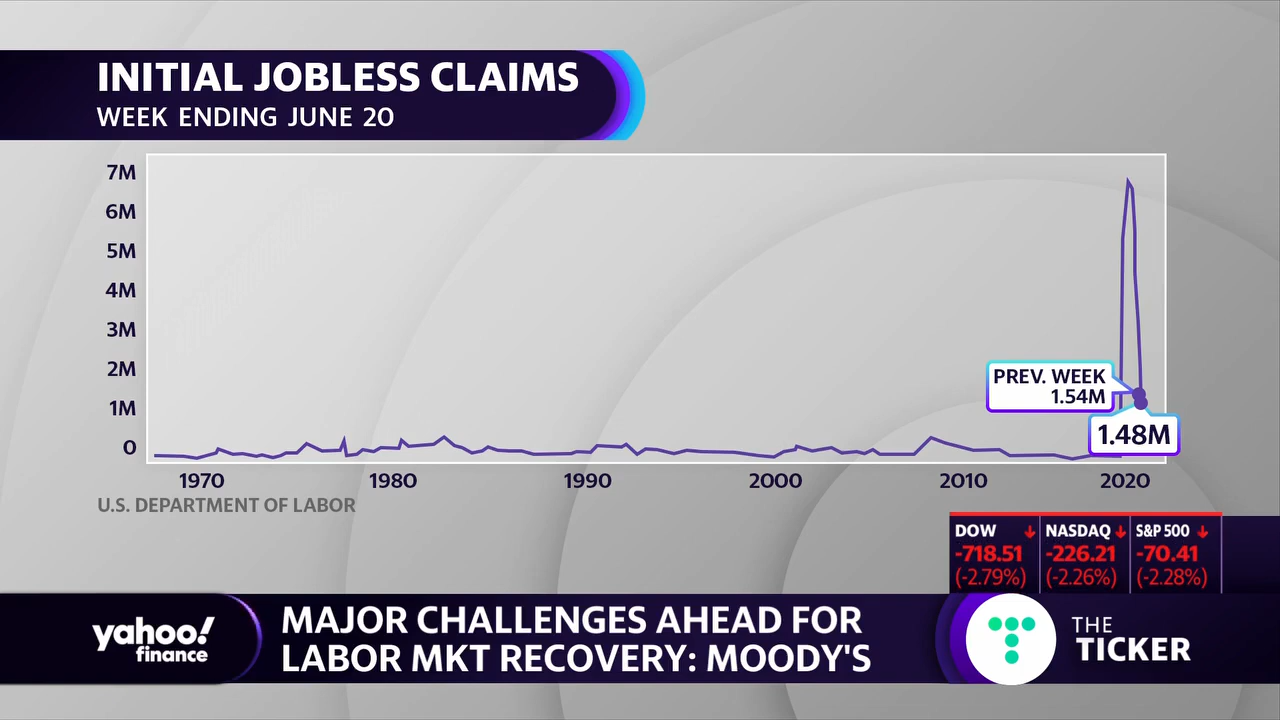 INITIAL JOBLESS CLAIMS
WEEK ENDING JUNE 20
7M
6M
5M
4M
3M
2M
1M
0
PREV. WEEK
1.54M
1.48M
1970 1980 1990 2000 2010 2020
U.S. DEPARTMENT OF LABOR
DOW NASDAQ S&P 500
-718.51 -226.21 -70.41
(-2.79%) (-2.26%) (-2.28%)
yahoo!
finance
MAJOR CHALLENGES AHEAD FOR
LABOR MKT RECOVERY: MOODY'S
THE
TICKER